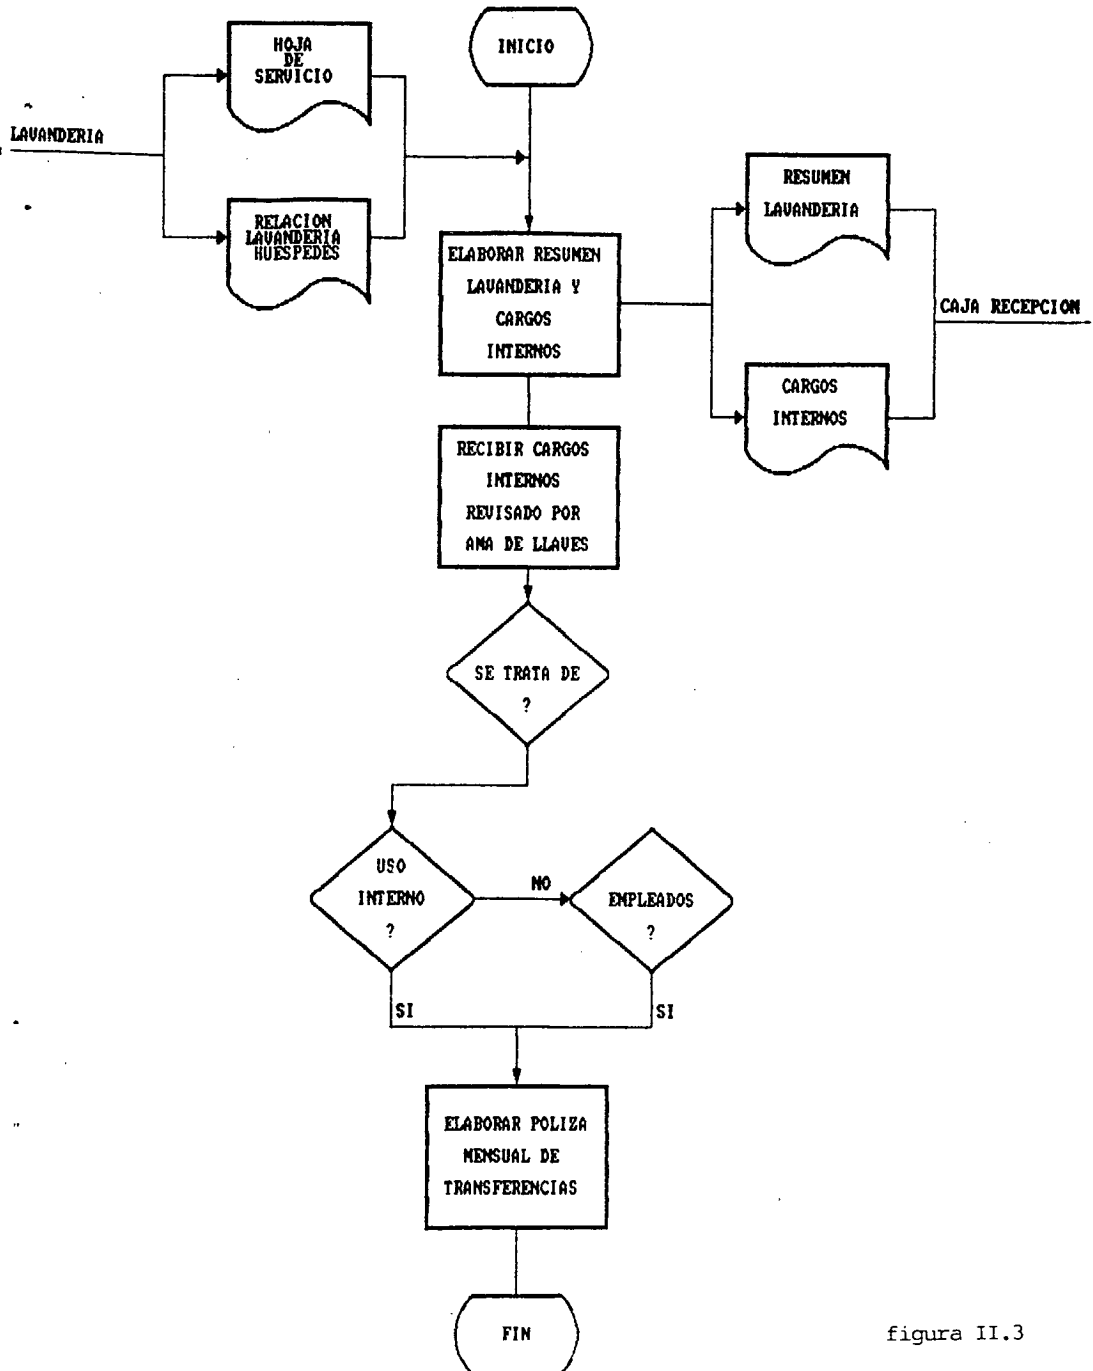 INICIO
HOJA
DE
SERVICIO
LAVANDERIA
RELACION
LAVANDERIA
HUESPEDES
RESUMEN
LAVANDERIA
ELABORAR RESUMEN
LAVANDERIA Y
CARGOS
INTERNOS
CAJA RECEPCION
CARGOS
INTERNOS
RECIBIR CARGOS
INTERNOS
REVISADO POR
AMA DE LLAVES
SE TRATA DE
?
USO
INTERNO
?
NO
EMPLEADOS
?
SI
SI
ELABORAR POLIZA
MENSUAL DE
TRANSFERENCIAS
FIN
figura II.3